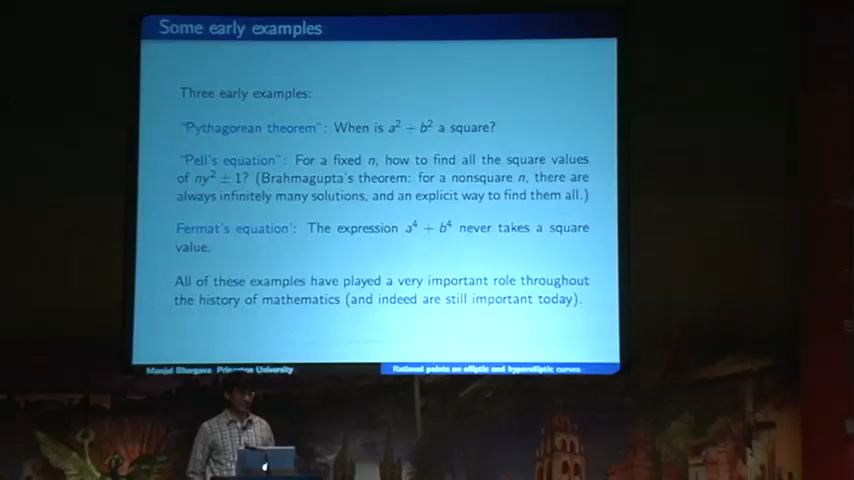 Some early examples
Three early examples:
"Pythagorean theorem": When is a² + b² a square?
"Pell's equation": For a fixed n, how to find all the square values
of ny² ± 1? (Brahmagupta's theorem: for a nonsquare n, there are
always infinitely many solutions, and an explicit way to find them all.)
Fermat's equation': The expression a⁴ + b⁴ never takes a square
value.
All of these examples have played a very important role throughout
the history of mathematics (and indeed are still important today).
Manjul Bhargava Princeton University
Rational points on elliptic and hyperelliptic curves